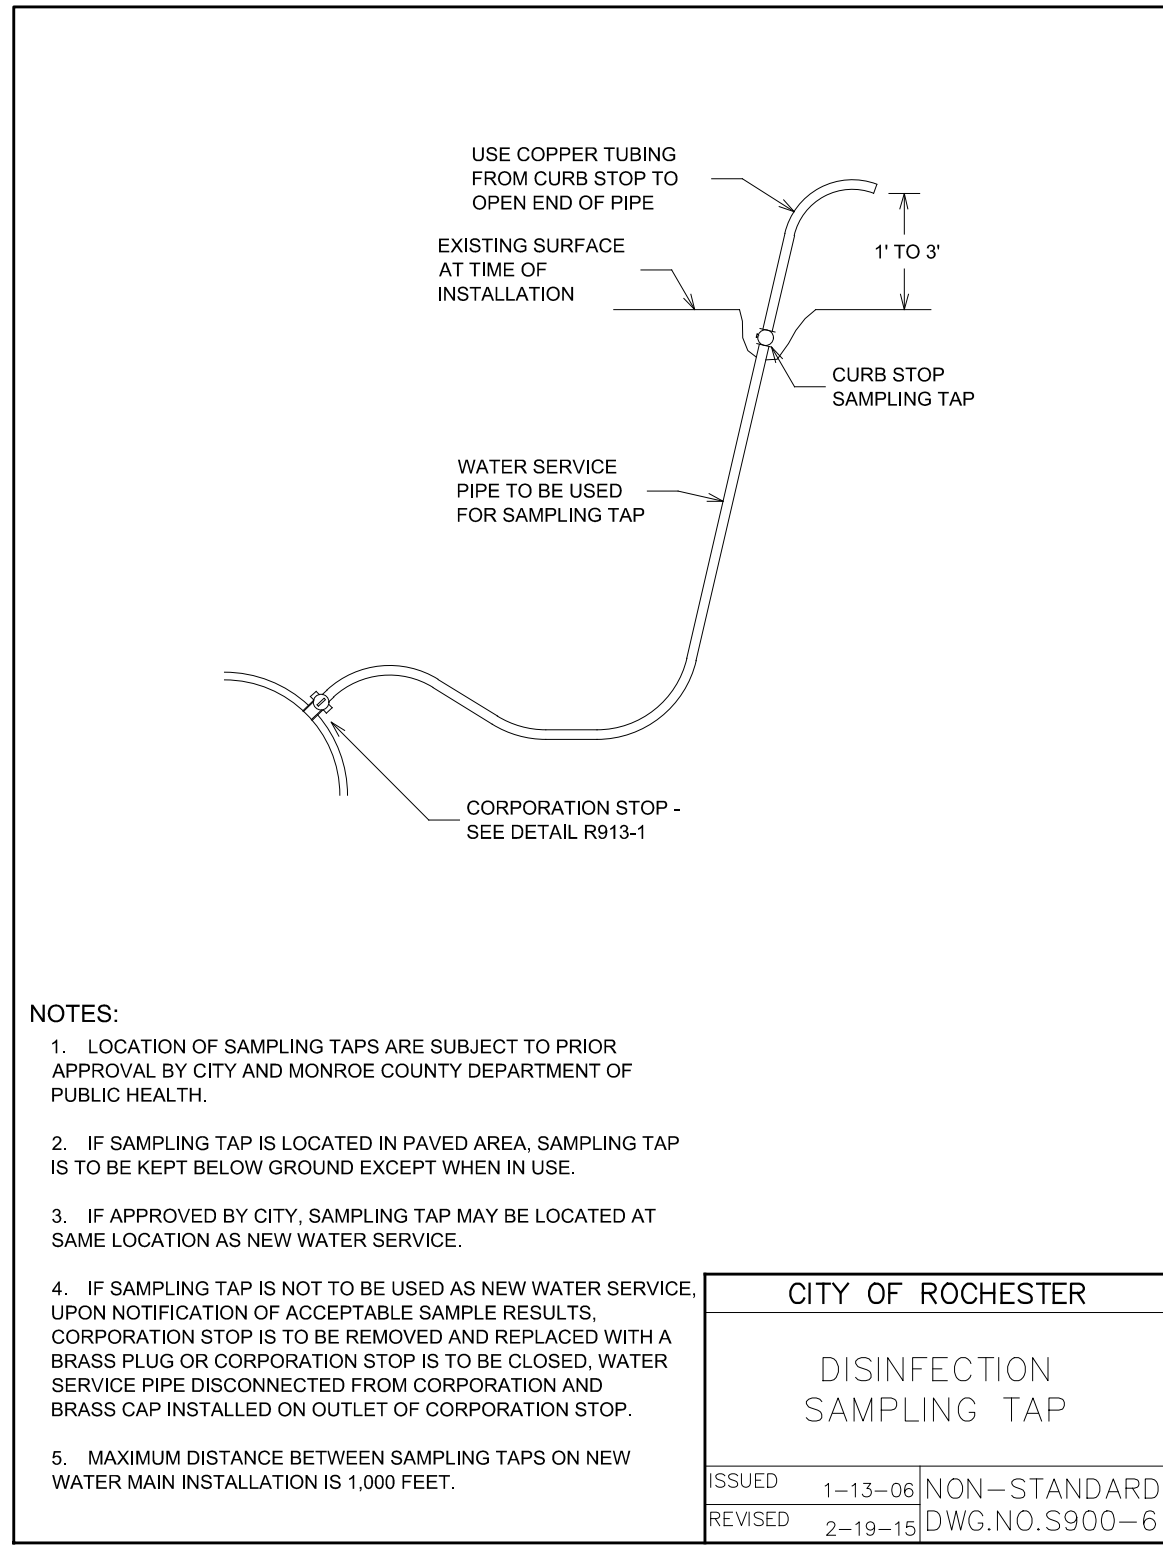 USE COPPER TUBING
FROM CURB STOP TO
OPEN END OF PIPE
EXISTING SURFACE
AT TIME OF
INSTALLATION
1' TO 3'
CURB STOP
SAMPLING TAP
WATER SERVICE
PIPE TO BE USED
FOR SAMPLING TAP
CORPORATION STOP -
SEE DETAIL R913-1
NOTES:
1. LOCATION OF SAMPLING TAPS ARE SUBJECT TO PRIOR
APPROVAL BY CITY AND MONROE COUNTY DEPARTMENT OF
PUBLIC HEALTH.
2. IF SAMPLING TAP IS LOCATED IN PAVED AREA, SAMPLING TAP
IS TO BE KEPT BELOW GROUND EXCEPT WHEN IN USE.
3. IF APPROVED BY CITY, SAMPLING TAP MAY BE LOCATED AT
SAME LOCATION AS NEW WATER SERVICE.
4. IF SAMPLING TAP IS NOT TO BE USED AS NEW WATER SERVICE,
UPON NOTIFICATION OF ACCEPTABLE SAMPLE RESULTS,
CORPORATION STOP IS TO BE REMOVED AND REPLACED WITH A
BRASS PLUG OR CORPORATION STOP IS TO BE CLOSED, WATER
SERVICE PIPE DISCONNECTED FROM CORPORATION AND
BRASS CAP INSTALLED ON OUTLET OF CORPORATION STOP.
5. MAXIMUM DISTANCE BETWEEN SAMPLING TAPS ON NEW
WATER MAIN INSTALLATION IS 1,000 FEET.
CITY OF ROCHESTER
DISINFECTION
SAMPLING TAP
ISSUED 1-13-06
REVISED 2-19-15
NON-STANDARD
DWG.NO.S900-6